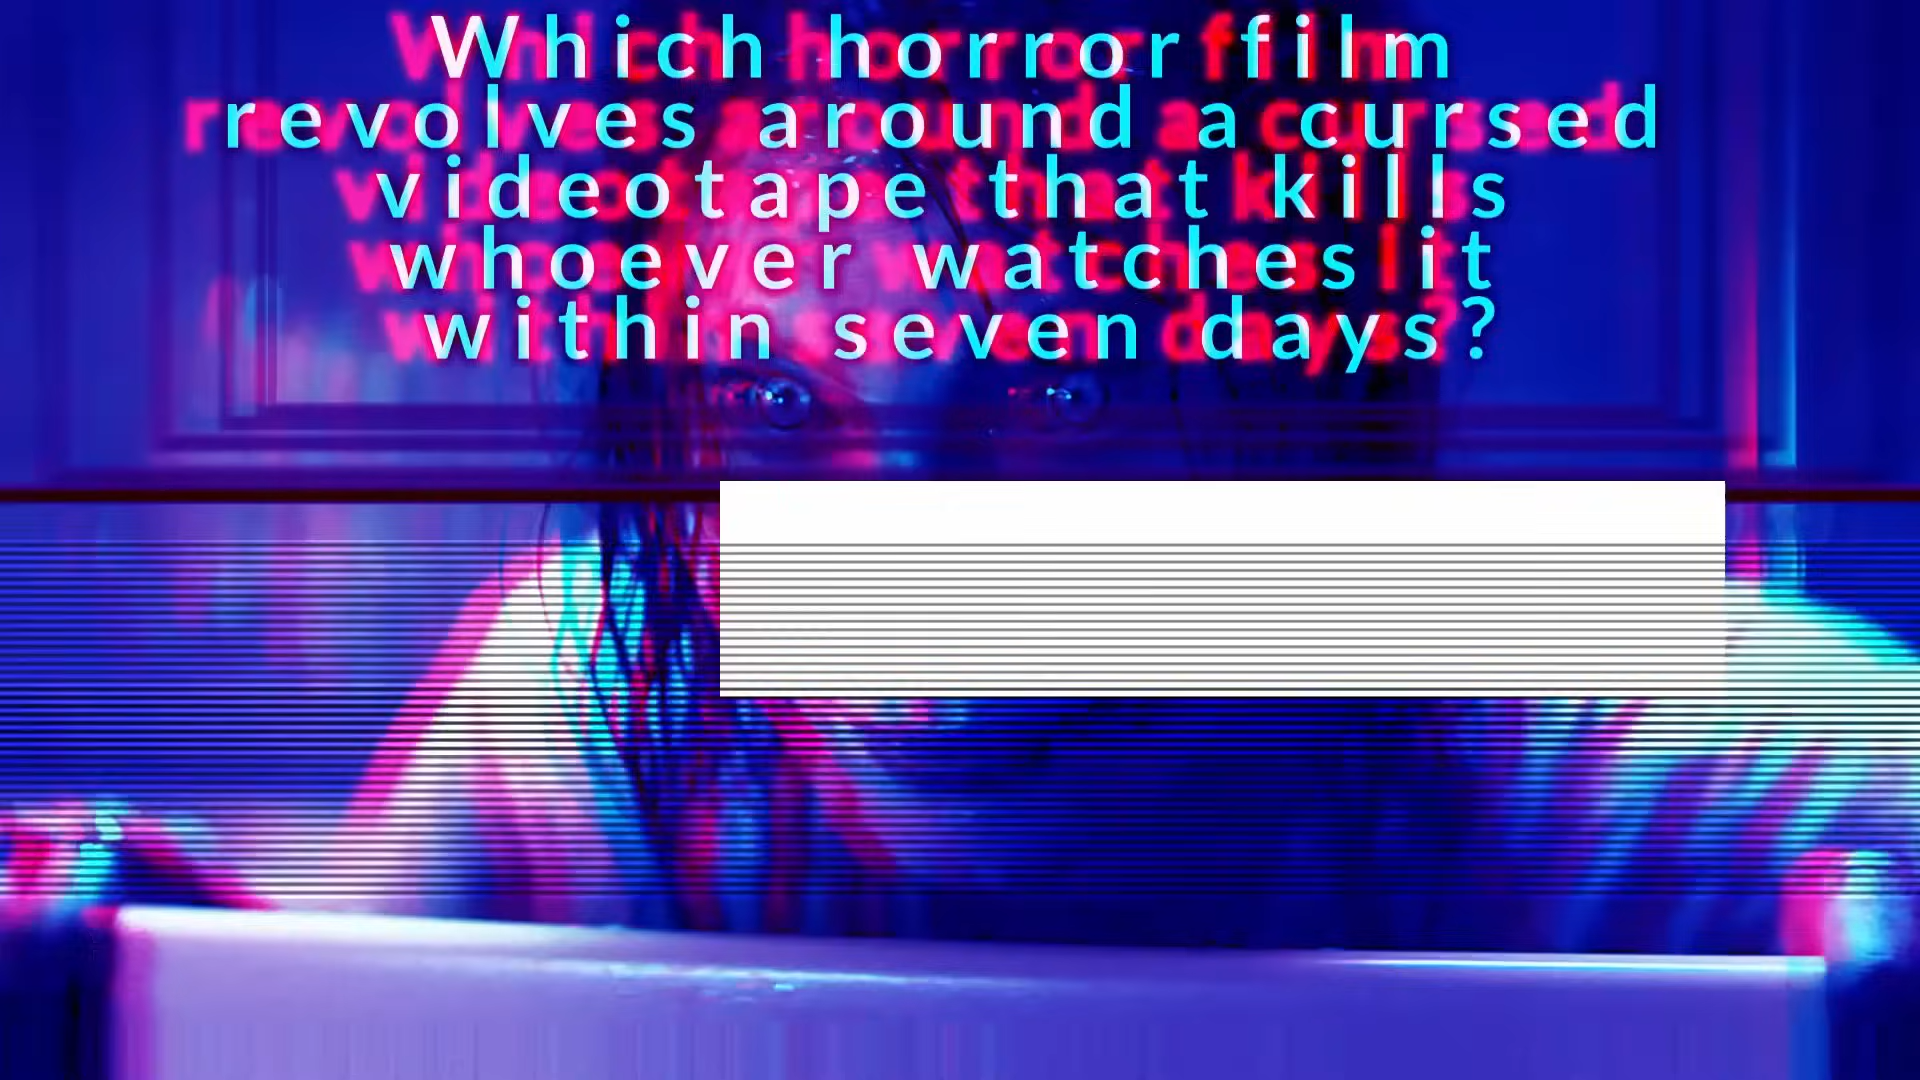 Which horror film
revolves around a cursed
videotape that kills
whoever watches it
within seven days?